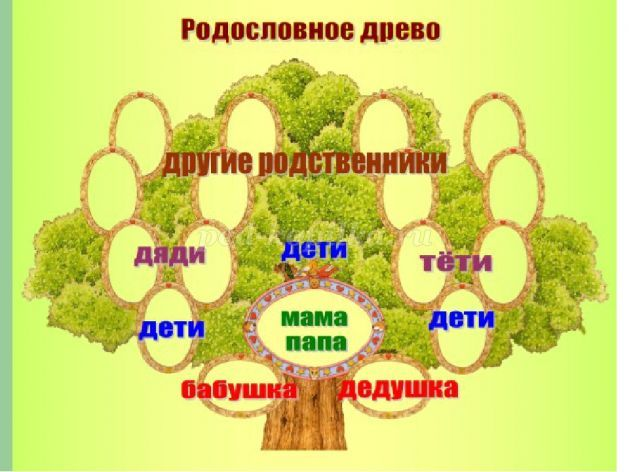 Родословное древо
другие родственники
дяди дети тёти
дети мама дети
папа
бабушка дедушка